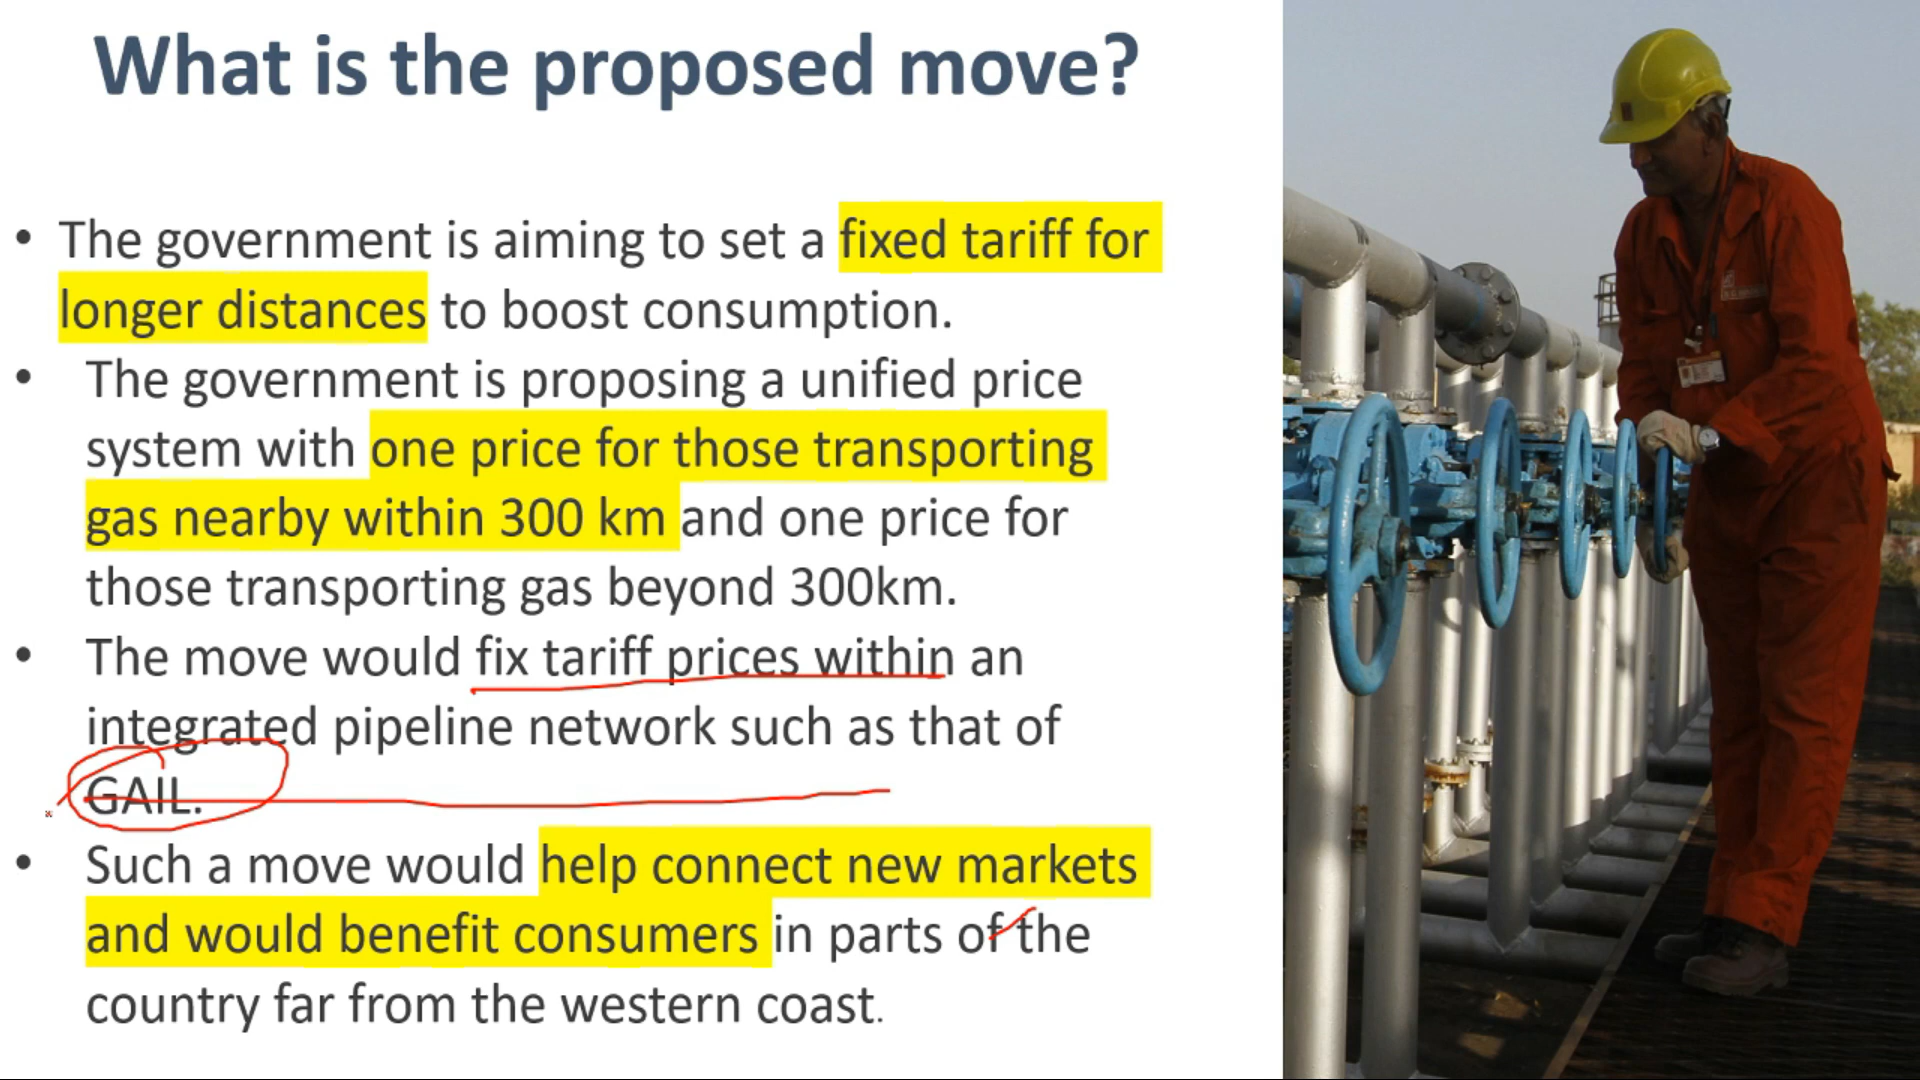 What is the proposed move?
• The government is aiming to set a fixed tariff for
longer distances to boost consumption.
• The government is proposing a unified price
system with one price for those transporting
gas nearby within 300 km and one price for
those transporting gas beyond 300km.
• The move would fix tariff prices within an
integrated pipeline network such as that of
GAIL.
• Such a move would help connect new markets
and would benefit consumers in parts of the
country far from the western coast.